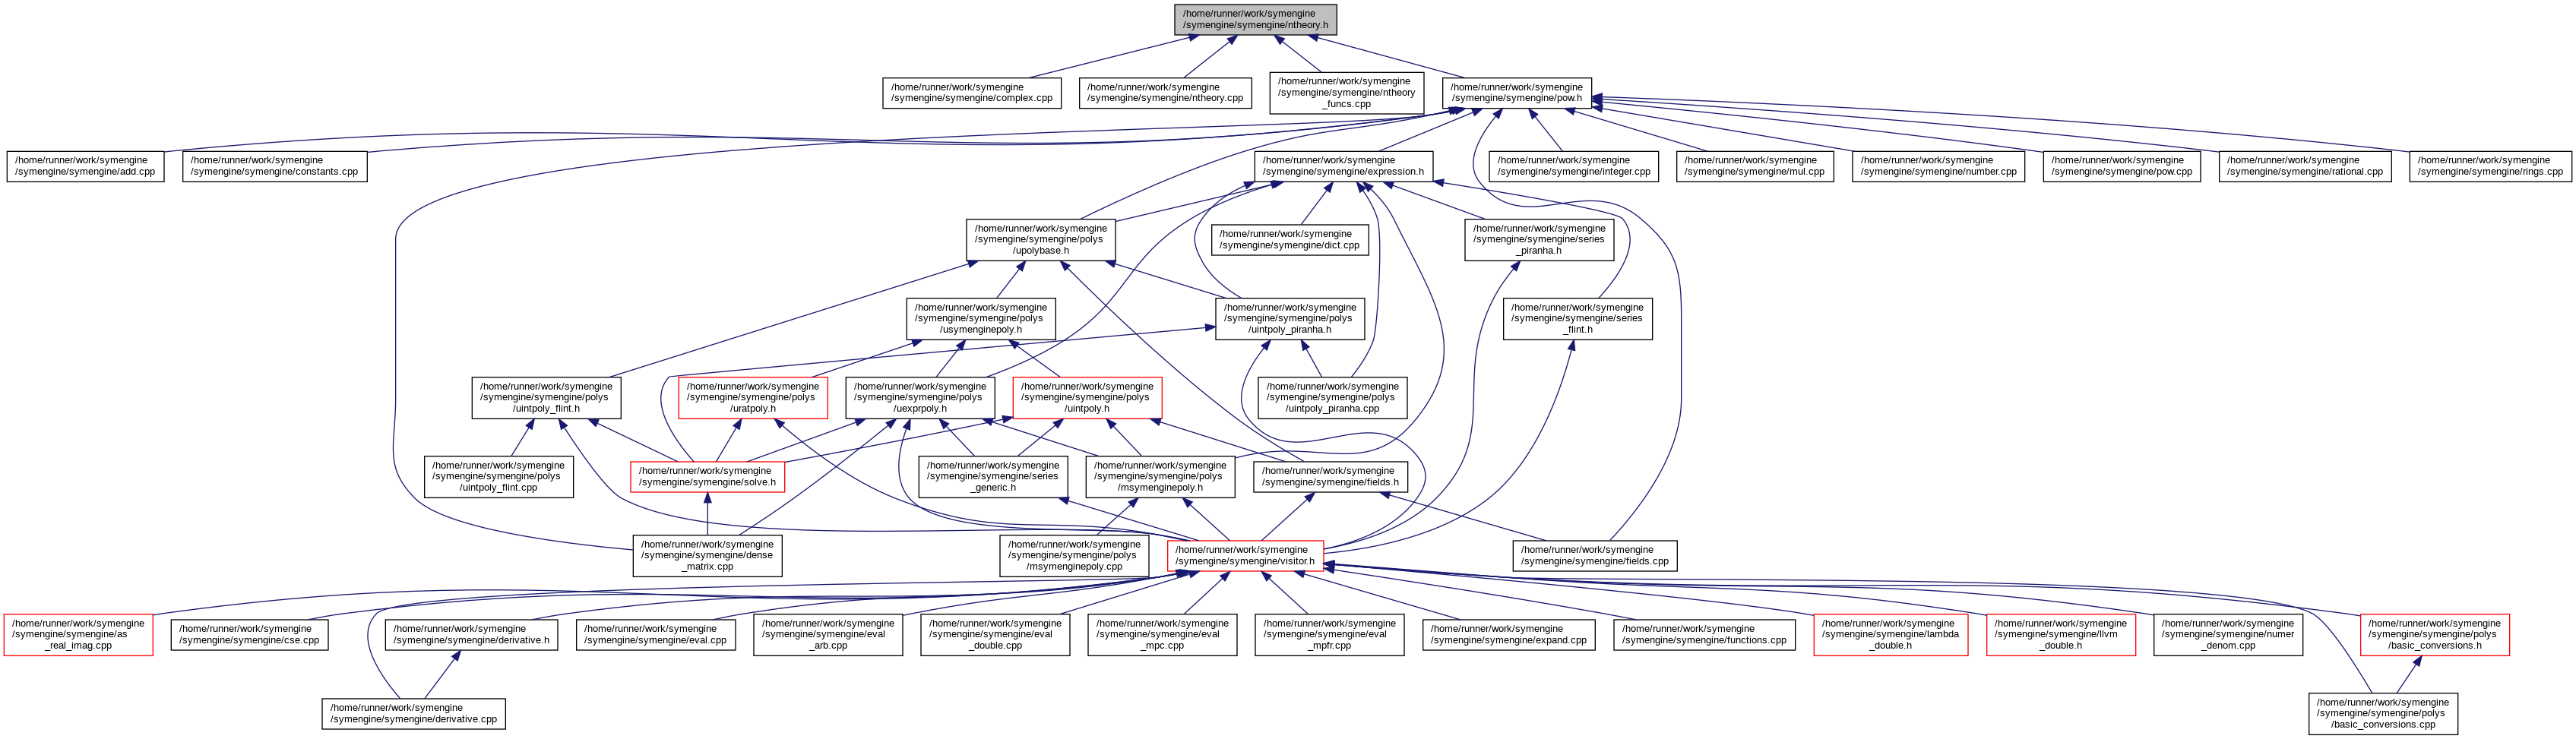 /home/runner/work/symengine
/symengine/symengine/ntheory.h
/home/runner/work/symengine
/symengine/symengine/complex.cpp
/home/runner/work/symengine
/symengine/symengine/ntheory.cpp
/home/runner/work/symengine
/symengine/symengine/ntheory
_funcs.cpp
/home/runner/work/symengine
/symengine/symengine/pow.h
/home/runner/work/symengine
/symengine/symengine/add.cpp
/home/runner/work/symengine
/symengine/symengine/constants.cpp
/home/runner/work/symengine
/symengine/symengine/expression.h
/home/runner/work/symengine
/symengine/symengine/integer.cpp
/home/runner/work/symengine
/symengine/symengine/mul.cpp
/home/runner/work/symengine
/symengine/symengine/number.cpp
/home/runner/work/symengine
/symengine/symengine/pow.cpp
/home/runner/work/symengine
/symengine/symengine/rational.cpp
/home/runner/work/symengine
/symengine/symengine/rings.cpp
/home/runner/work/symengine
/symengine/symengine/polys
/upolybase.h
/home/runner/work/symengine
/symengine/symengine/dict.cpp
/home/runner/work/symengine
/symengine/symengine/series
_piranha.h
/home/runner/work/symengine
/symengine/symengine/polys
/usymenginepoly.h
/home/runner/work/symengine
/symengine/symengine/polys
/uintpoly_piranha.h
/home/runner/work/symengine
/symengine/symengine/series
_flint.h
/home/runner/work/symengine
/symengine/symengine/polys
/uintpoly_flint.h
/home/runner/work/symengine
/symengine/symengine/polys
/uratpoly.h
/home/runner/work/symengine
/symengine/symengine/polys
/uexprpoly.h
/home/runner/work/symengine
/symengine/symengine/polys
/uintpoly.h
/home/runner/work/symengine
/symengine/symengine/polys
/uintpoly_piranha.cpp
/home/runner/work/symengine
/symengine/symengine/polys
/uintpoly_flint.cpp
/home/runner/work/symengine
/symengine/symengine/solve.h
/home/runner/work/symengine
/symengine/symengine/series
_generic.h
/home/runner/work/symengine
/symengine/symengine/polys
/msymenginepoly.h
/home/runner/work/symengine
/symengine/symengine/fields.h
/home/runner/work/symengine
/symengine/symengine/dense
_matrix.cpp
/home/runner/work/symengine
/symengine/symengine/polys
/msymenginepoly.cpp
/home/runner/work/symengine
/symengine/symengine/visitor.h
/home/runner/work/symengine
/symengine/symengine/fields.cpp
/home/runner/work/symengine
/symengine/symengine/as
_real_imag.cpp
/home/runner/work/symengine
/symengine/symengine/cse.cpp
/home/runner/work/symengine
/symengine/symengine/derivative.h
/home/runner/work/symengine
/symengine/symengine/eval.cpp
/home/runner/work/symengine
/symengine/symengine/eval
_arb.cpp
/home/runner/work/symengine
/symengine/symengine/eval
_double.cpp
/home/runner/work/symengine
/symengine/symengine/eval
_mpc.cpp
/home/runner/work/symengine
/symengine/symengine/eval
_mpfr.cpp
/home/runner/work/symengine
/symengine/symengine/expand.cpp
/home/runner/work/symengine
/symengine/symengine/functions.cpp
/home/runner/work/symengine
/symengine/symengine/lambda
_double.h
/home/runner/work/symengine
/symengine/symengine/llvm
_double.h
/home/runner/work/symengine
/symengine/symengine/numer
_denom.cpp
/home/runner/work/symengine
/symengine/symengine/polys
/basic_conversions.h
/home/runner/work/symengine
/symengine/symengine/derivative.cpp
/home/runner/work/symengine
/symengine/symengine/polys
/basic_conversions.cpp